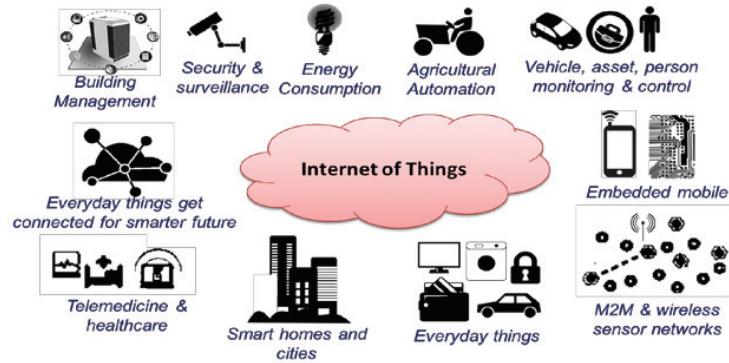 Building
Management
Security &
surveillance
Energy
Consumption
Agricultural
Automation
Vehicle, asset, person
monitoring & control
Internet of Things
Everyday things get
connected for smarter future
Embedded mobile
Telemedicine &
healthcare
Smart homes and
cities
Everyday things
M2M & wireless
sensor networks